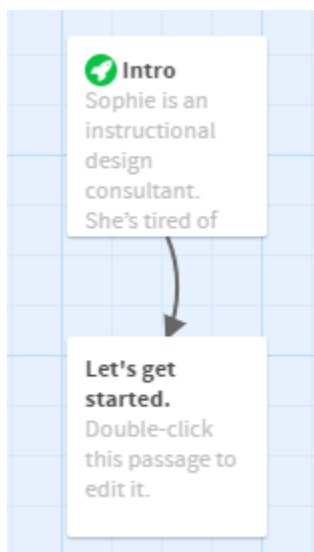 Intro
Sophie is an
instructional
design
consultant.
She's tired of
Let's get
started.
Double-click
this passage to
edit it.